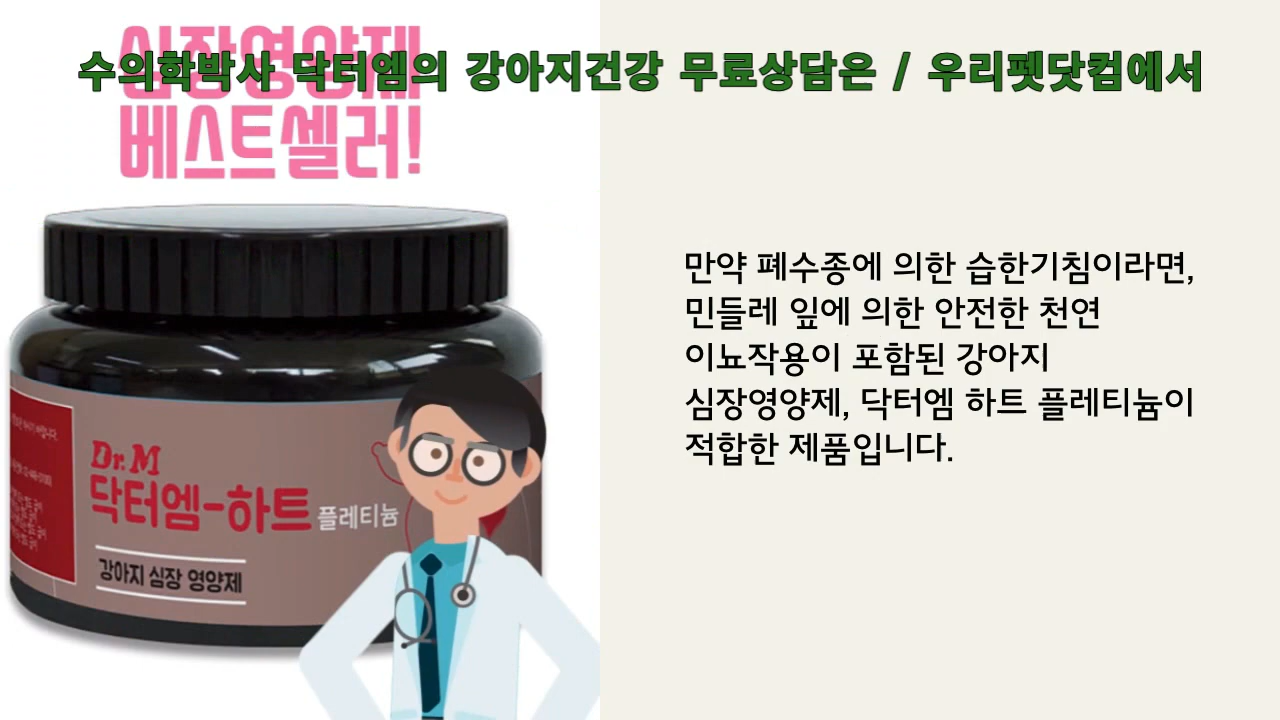 심장영양제
수의학박사 닥터엠의 강아지건강 무료상담은 / 우리펫닷컴에서
베스트셀러!
만약 폐수종에 의한 습한기침이라면,
민들레 잎에 의한 안전한 천연
이뇨작용이 포함된 강아지
심장영양제, 닥터엠 하트 플레티늄이
적합한 제품입니다.
Dr.M
닥터엠-하트 플레티늄
강아지 심장 영양제